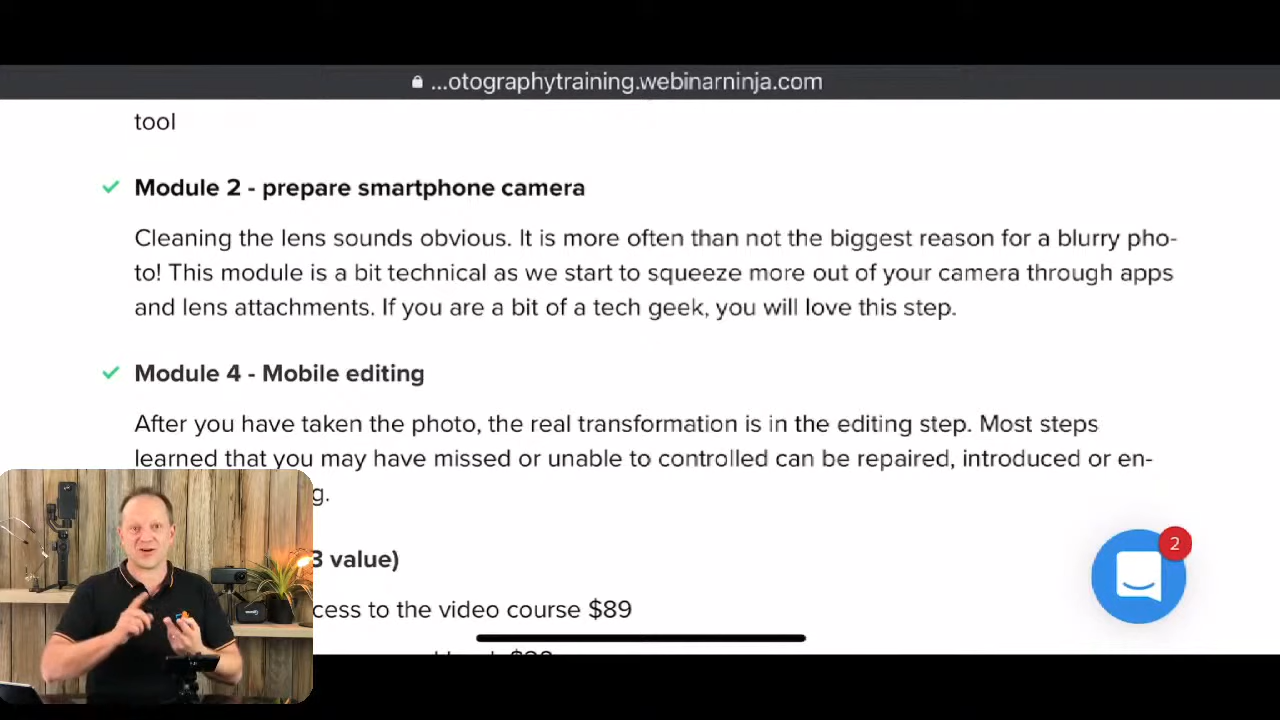 ...otographytraining.webinarninja.com
tool
Module 2 - prepare smartphone camera
Cleaning the lens sounds obvious. It is more often than not the biggest reason for a blurry pho-
to! This module is a bit technical as we start to squeeze more out of your camera through apps
and lens attachments. If you are a bit of a tech geek, you will love this step.
Module 4 - Mobile editing
After you have taken the photo, the real transformation is in the editing step. Most steps
learned that you may have missed or unable to controlled can be repaired, introduced or en-
g.
2
3 value)
cess to the video course $89